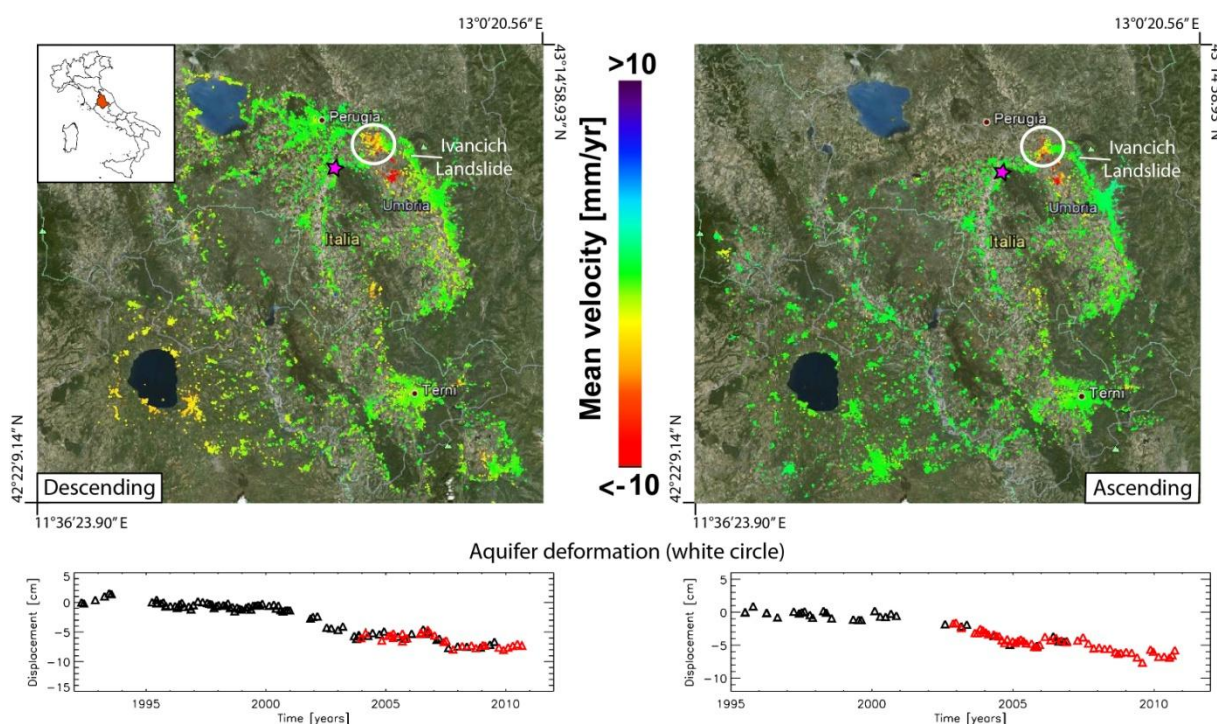 13°0'20.56" E
13°0'20.56" E
43°14'58.93" N
43°14'58.93" N
>10
Mean velocity [mm/yr]
<-10
Perugia
Ivancich
Landslide
Umbria
Italia
Terni
Descending
42°22'9.14" N
11°36'23.90" E
Perugia
Ivancich
Landslide
Umbria
Italia
Terni
Ascending
42°22'9.14" N
11°36'23.90" E
Aquifer deformation (white circle)
Displacement [cm]
5
0
-5
-10
-15
1995
2000
2005
2010
Time [years]
Displacement [cm]
5
0
-5
-10
1995
2000
2005
2010
Time [years]